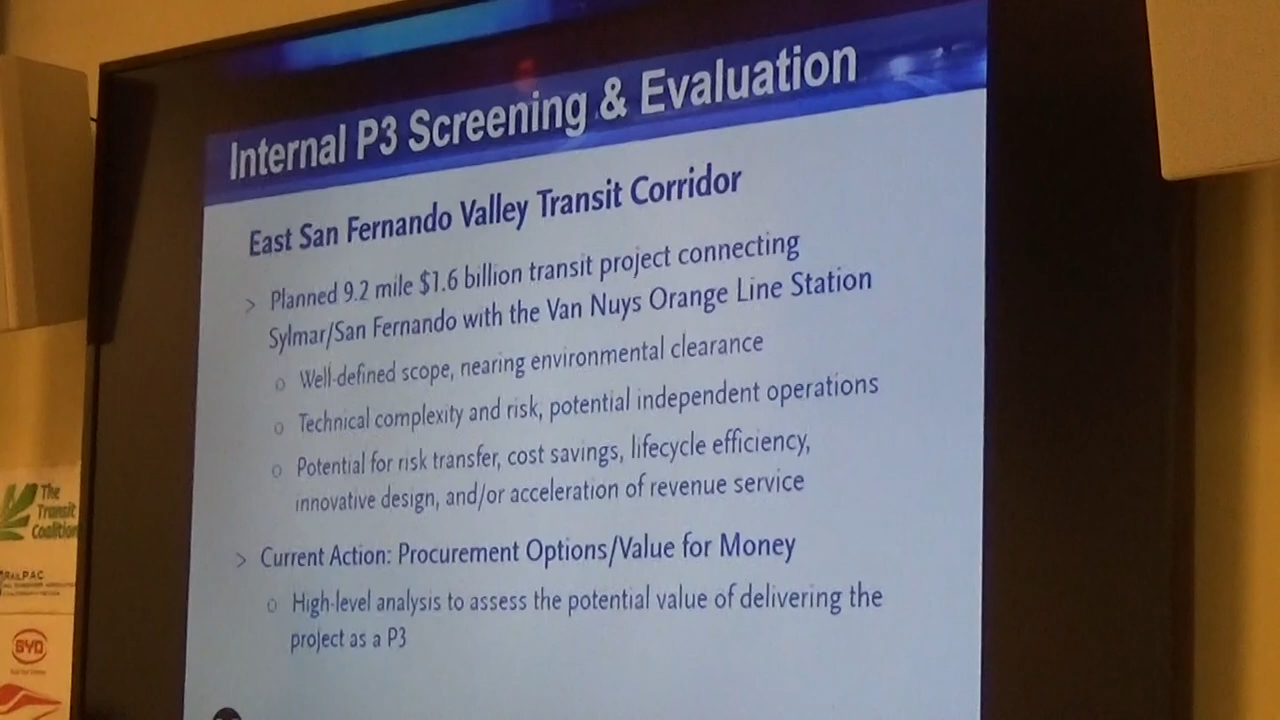 Internal P3 Screening & Evaluation
East San Fernando Valley Transit Corridor
> Planned 9.2 mile $1.6 billion transit project connecting
Sylmar/San Fernando with the Van Nuys Orange Line Station
o Well-defined scope, nearing environmental clearance
o Technical complexity and risk, potential independent operations
o Potential for risk transfer, cost savings, lifecycle efficiency,
innovative design, and/or acceleration of revenue service
> Current Action: Procurement Options/Value for Money
o High-level analysis to assess the potential value of delivering the
project as a P3
The
Transit
Coalition
RAILPAC
BYD